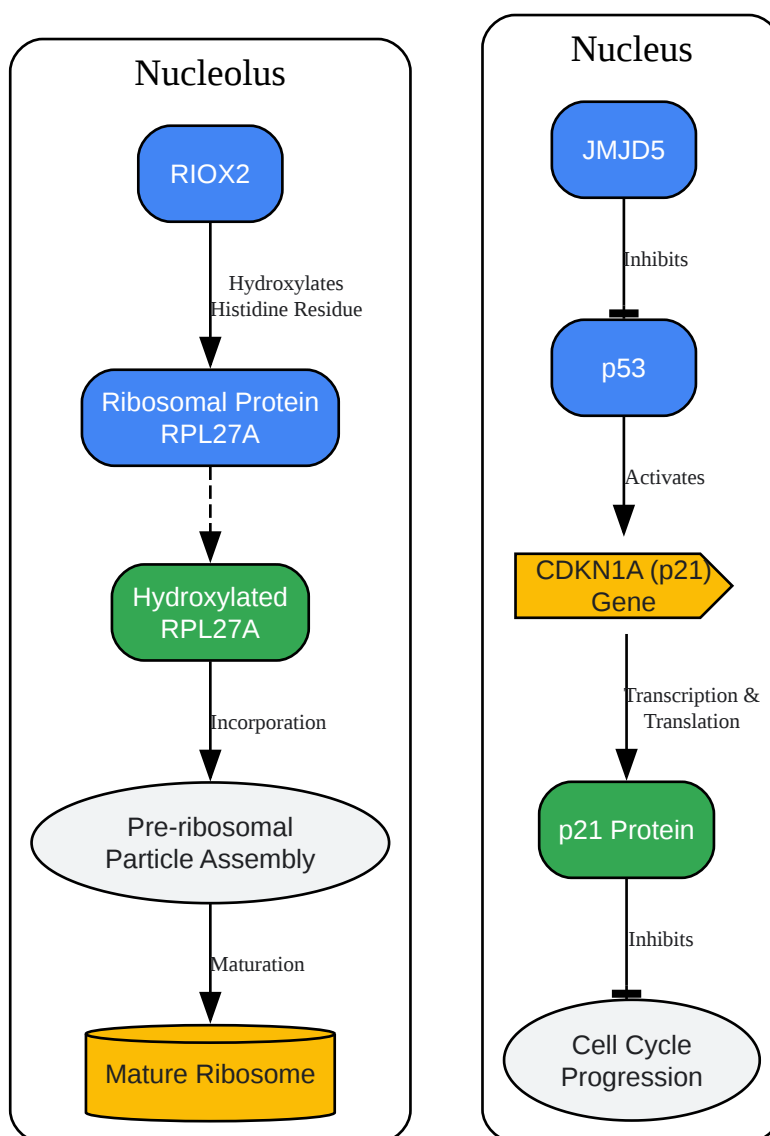 Nucleolus
RIOX2
Hydroxylates
Histidine Residue
Ribosomal Protein
RPL27A
Hydroxylated
RPL27A
Incorporation
Pre-ribosomal
Particle Assembly
Maturation
Mature Ribosome
Nucleus
JMJD5
Inhibits
p53
Activates
CDKN1A (p21)
Gene
Transcription &
Translation
p21 Protein
Inhibits
Cell Cycle
Progression